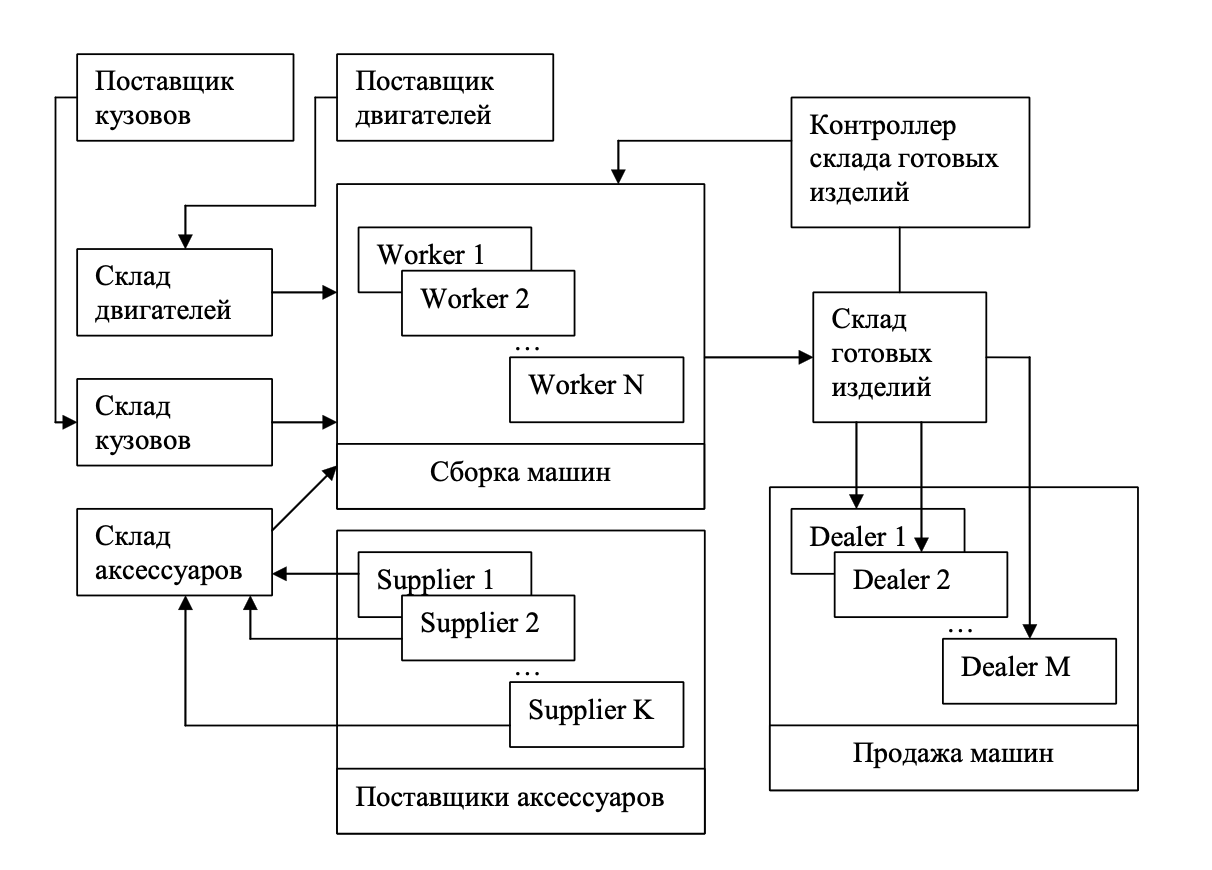 Поставщик
кузовов
Поставщик
двигателей
Контроллер
склада готовых
изделий
Worker 1
Worker 2
...
Worker N
Сборка машин
Склад
двигателей
Склад
кузовов
Склад
аксессуаров
Склад
готовых
изделий
Supplier 1
Supplier 2
...
Supplier K
Поставщики аксессуаров
Dealer 1
Dealer 2
...
Dealer M
Продажа машин